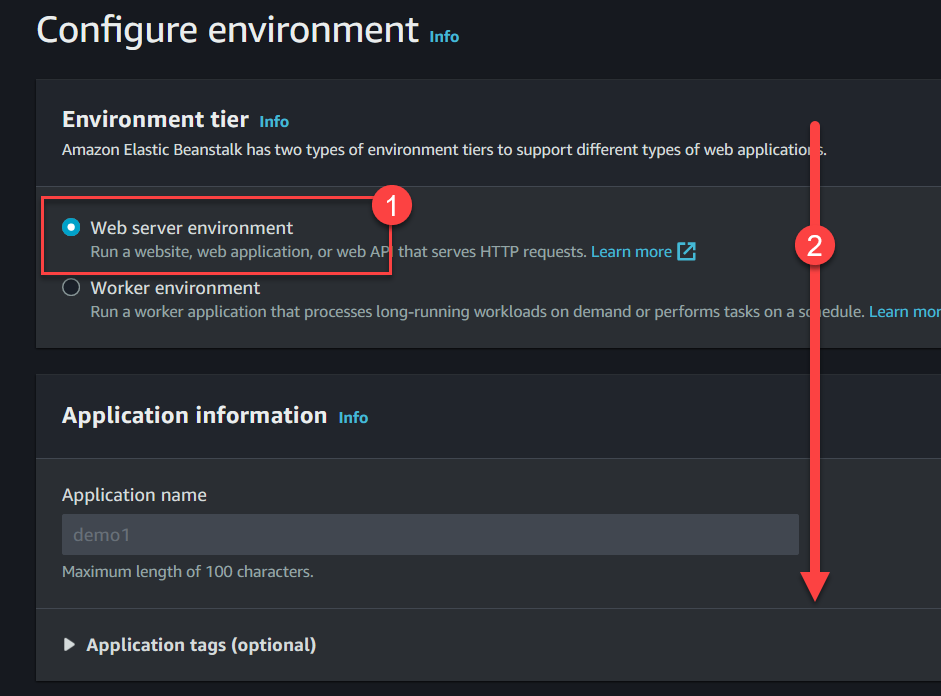 Configure environment Info
Environment tier Info
Amazon Elastic Beanstalk has two types of environment tiers to support different types of web applications.
1
Web server environment
Run a website, web application, or web API that serves HTTP requests. Learn more
2
Worker environment
Run a worker application that processes long-running workloads on demand or performs tasks on a schedule. Learn mor
Application information Info
Application name
demo1
Maximum length of 100 characters.
Application tags (optional)